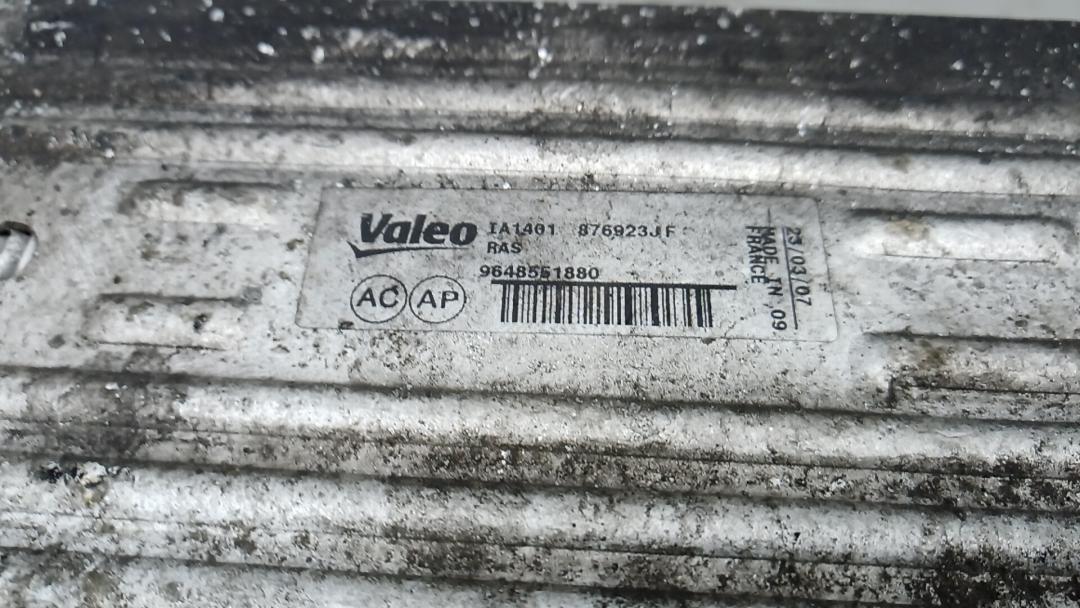 Valeo IA1401 876923JF
RAS
9648551880
AC AP
23/03/07
MADE IN 09
FRANCE